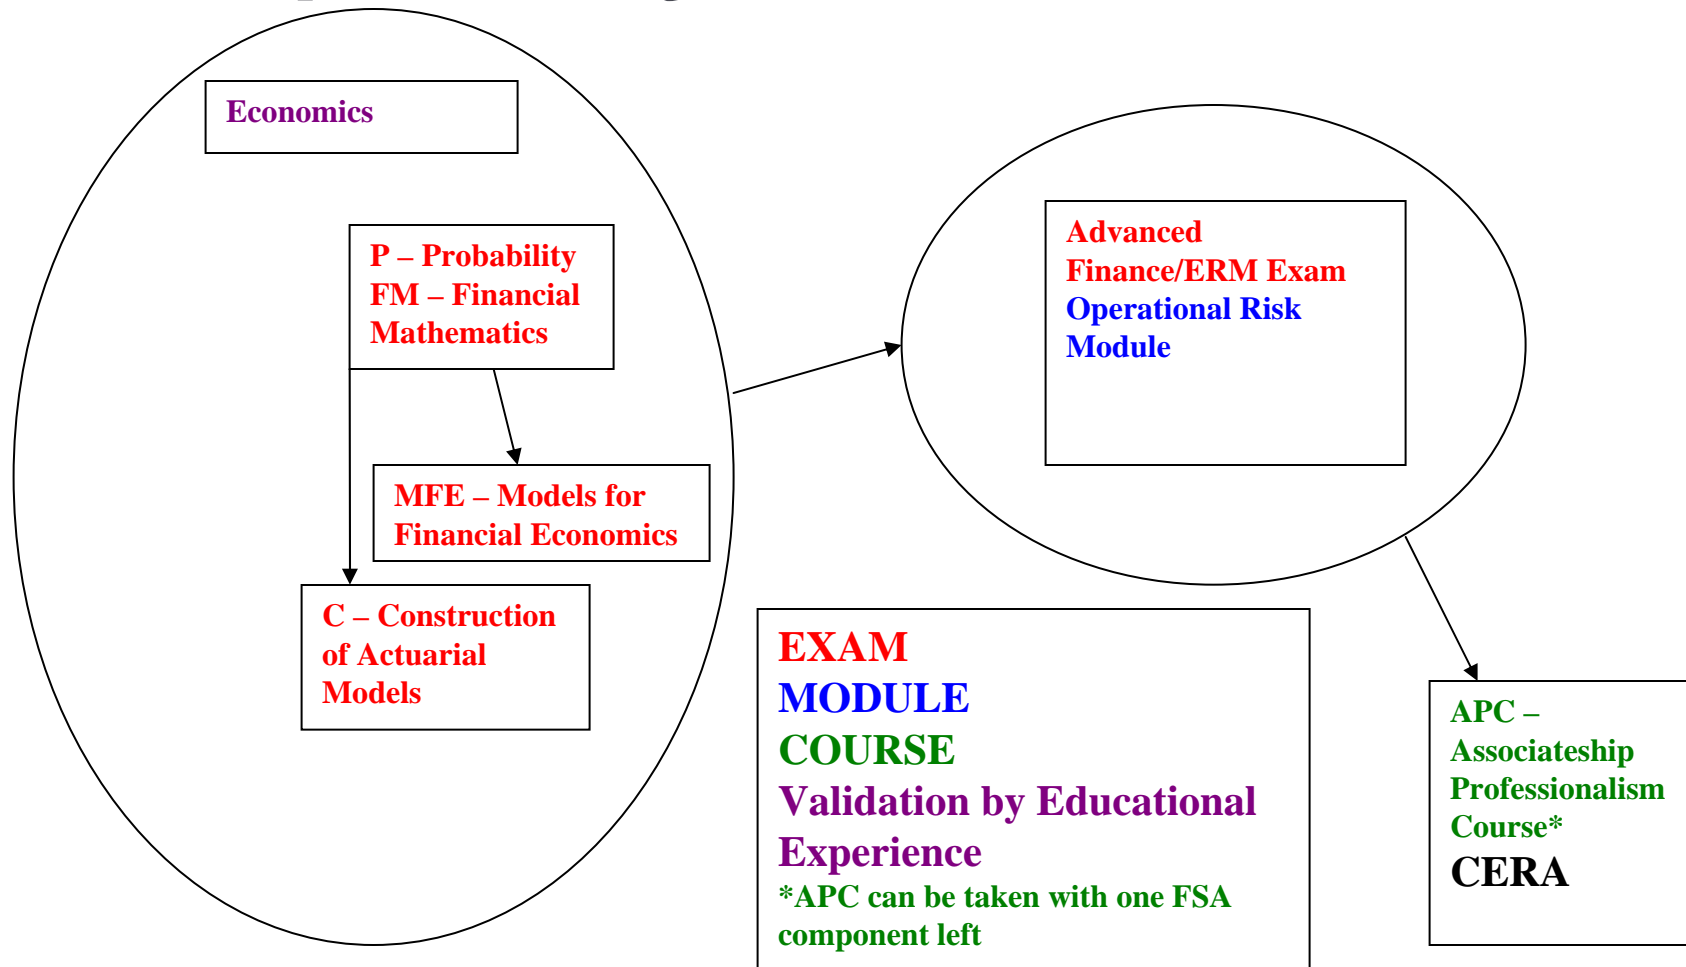 Economics
P – Probability
FM – Financial
Mathematics
MFE – Models for
Financial Economics
C – Construction
of Actuarial
Models
Advanced
Finance/ERM Exam
Operational Risk
Module
EXAM
MODULE
COURSE
Validation by Educational
Experience
*APC can be taken with one FSA
component left
APC –
Associateship
Professionalism
Course*
CERA